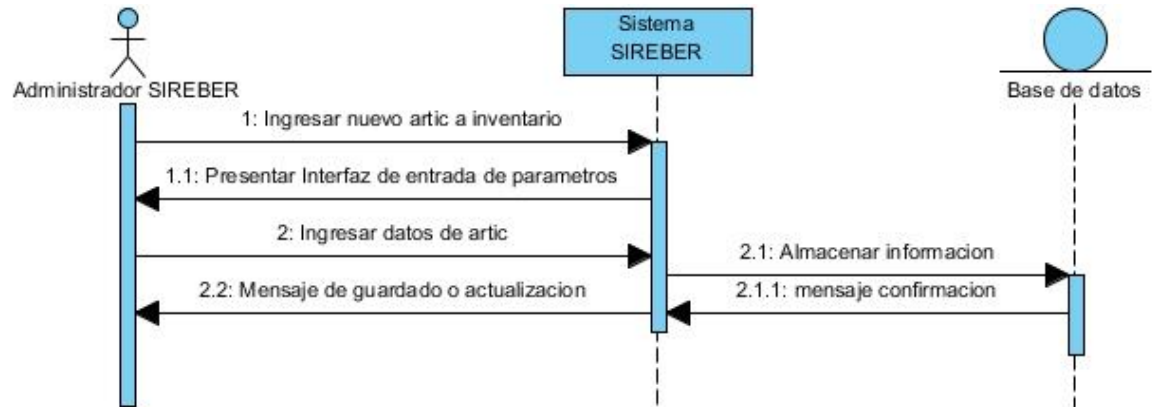 Sistema
SIREBER
Administrador SIREBER
Base de datos
1: Ingresar nuevo artic a inventario
1.1: Presentar Interfaz de entrada de parametros
2: Ingresar datos de artic
2.1: Almacenar informacion
2.2: Mensaje de guardado o actualizacion
2.1.1: mensaje confirmacion